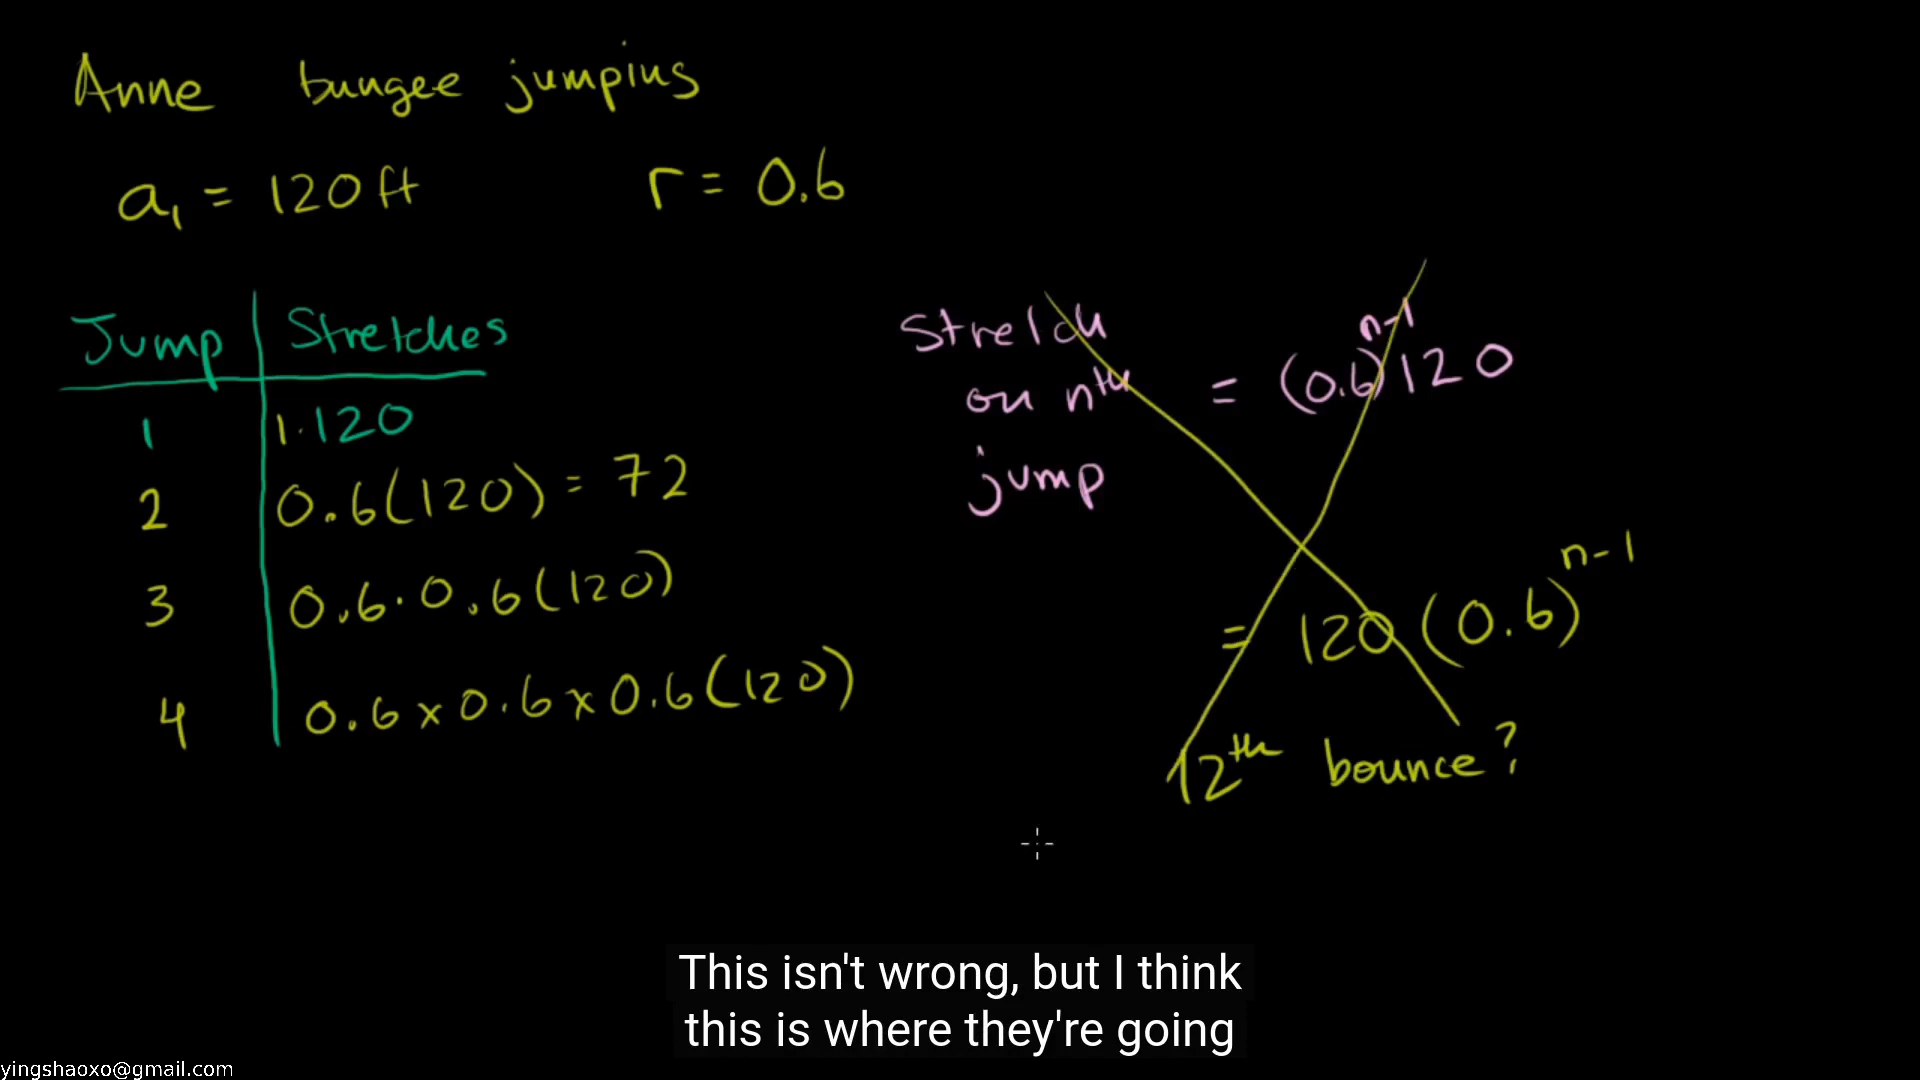 Anne bungee jumping
a₁ = 120 ft r = 0.6
Jump Stretches
1 1·120
2 0.6(120) = 72
3 0.6·0.6(120)
4 0.6 x 0.6 x 0.6(120)
Stretch
on nth = (0.6)ⁿ⁻¹120
jump
= 120(0.6)ⁿ⁻¹
12th bounce?
This isn't wrong, but I think
this is where they're going
yingshaoxo@gmail.com